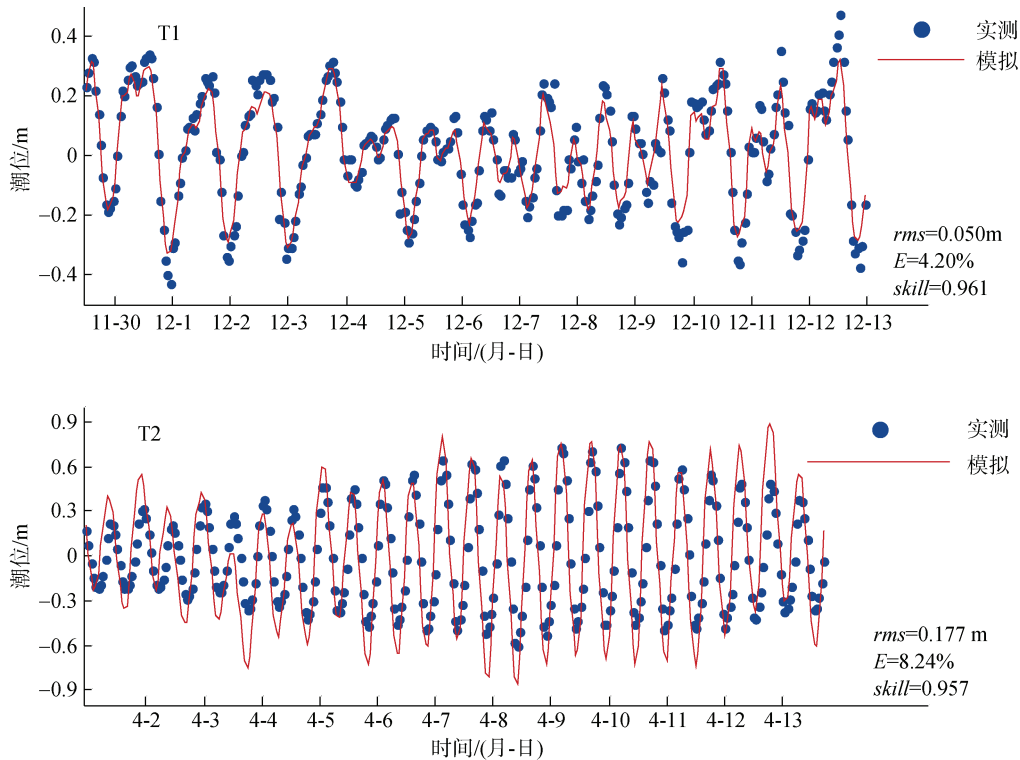 T1
实测
模拟
0.4
0.2
0
−0.2
−0.4
潮位/m
rms=0.050m
E=4.20%
skill=0.961
11-30 12-1 12-2 12-3 12-4 12-5 12-6 12-7 12-8 12-9 12-10 12-11 12-12 12-13
时间/(月-日)
T2
实测
模拟
0.9
0.6
0.3
0
−0.3
−0.6
−0.9
潮位/m
rms=0.177 m
E=8.24%
skill=0.957
4-2 4-3 4-4 4-5 4-6 4-7 4-8 4-9 4-10 4-11 4-12 4-13
时间/(月-日)